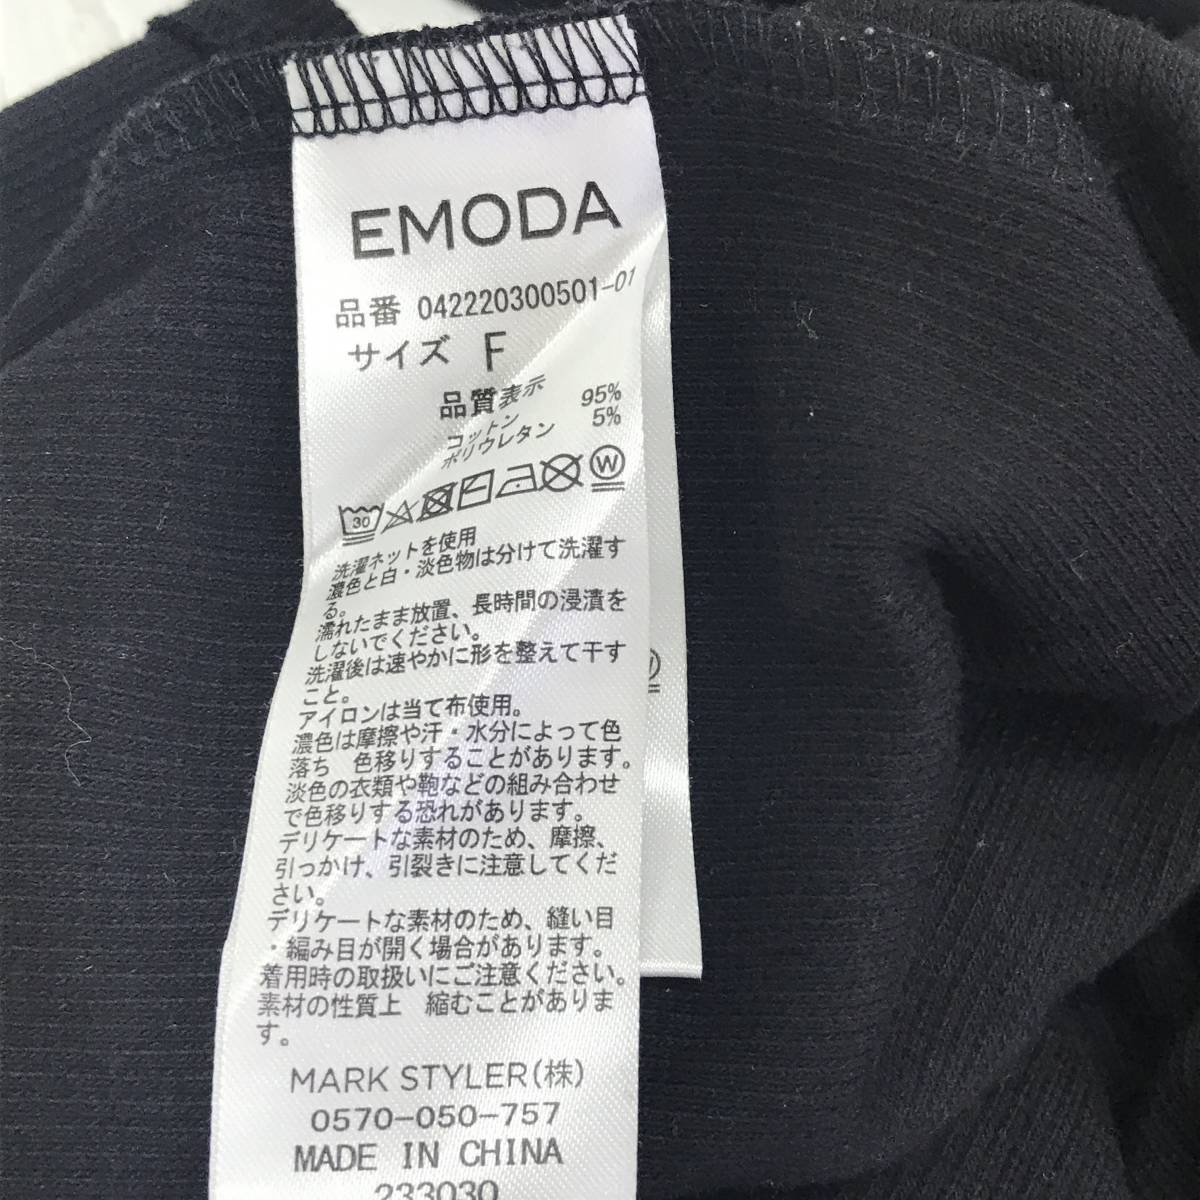 EMODA
品番 042220300501-01
サイズ F
品質表示
コットン 95%
ポリウレタン 5%
30 W
洗濯ネットを使用
濃色と白・淡色物は分けて洗濯す
る。
濡れたまま放置、長時間の浸漬を
しないでください。
洗濯後は速やかに形を整えて干す
こと。
アイロンは当て布使用。
濃色は摩擦や汗・水分によって色
落ち 色移りすることがあります。
淡色の衣類や鞄などの組み合わせ
で色移りする恐れがあります。
デリケートな素材のため、摩擦、
引っかけ、引裂きに注意してくだ
さい。
デリケートな素材のため、縫い目
・編み目が開く場合があります。
着用時の取扱いにご注意ください。
素材の性質上 縮むことがありま
す。
MARK STYLER(株)
0570-050-757
MADE IN CHINA
233030